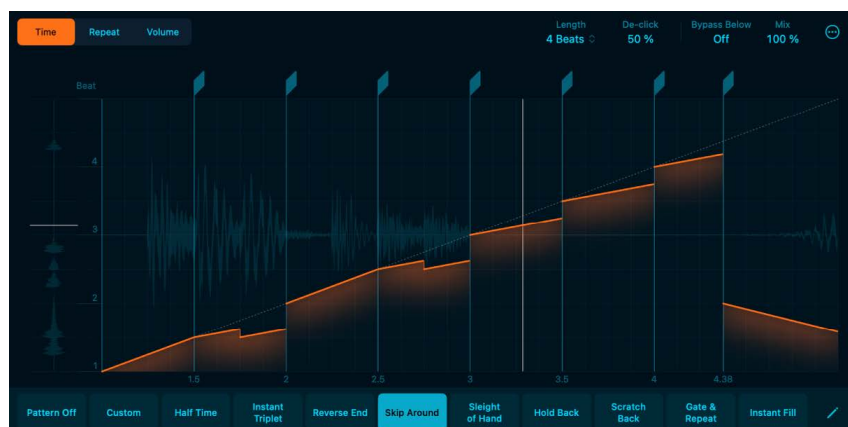 Time Repeat Volume Length De-click Bypass Below Mix
4 Beats 50 % Off 100 %
Beat
4
3
2
1
1.5 2 2.5 3 3.5 4 4.38
Pattern Off Custom Half Time Instant Triplet Reverse End Skip Around Sleight of Hand Hold Back Scratch Back Gate & Repeat Instant Fill